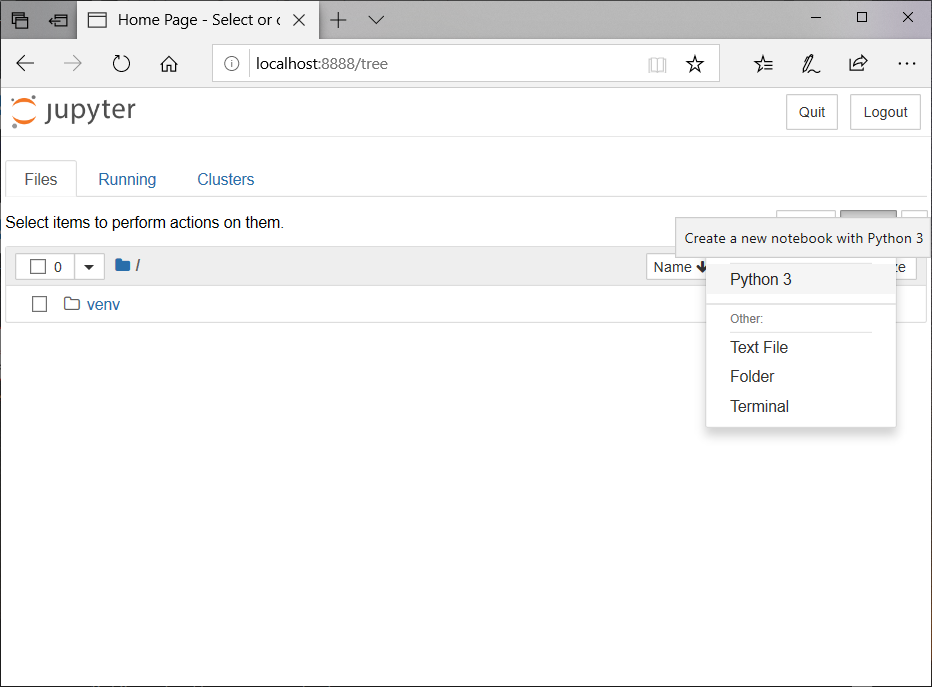 Home Page - Select or c
localhost:8888/tree
jupyter
Quit Logout
Files Running Clusters
Select items to perform actions on them.
Create a new notebook with Python 3
0 / Name ze
Python 3
venv
Other:
Text File
Folder
Terminal